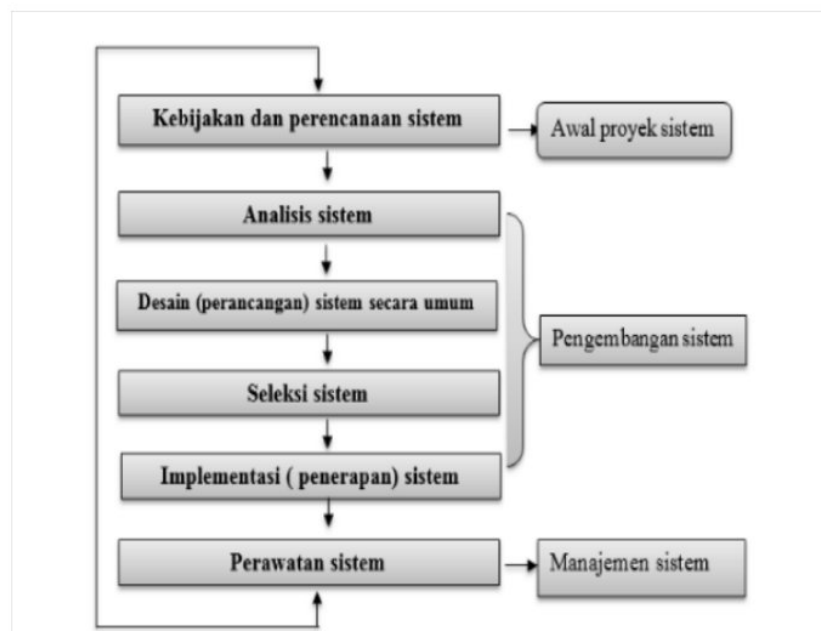 Kebijakan dan perencanaan sistem
Awal proyek sistem
Analisis sistem
Desain (perancangan) sistem secara umum
Pengembangan sistem
Seleksi sistem
Implementasi ( penerapan) sistem
Perawatan sistem
Manajemen sistem